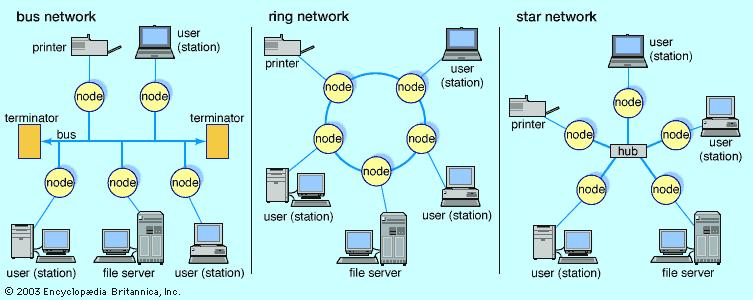 bus network
printer
user
(station)
node
node
terminator
terminator
bus
node
node
node
user (station)
file server
user (station)
ring network
printer
user
(station)
node
node
node
node
node
user (station)
user (station)
file server
star network
user
(station)
printer
node
node
node
user
(station)
hub
node
node
user (station)
file server
© 2003 Encyclopædia Britannica, Inc.